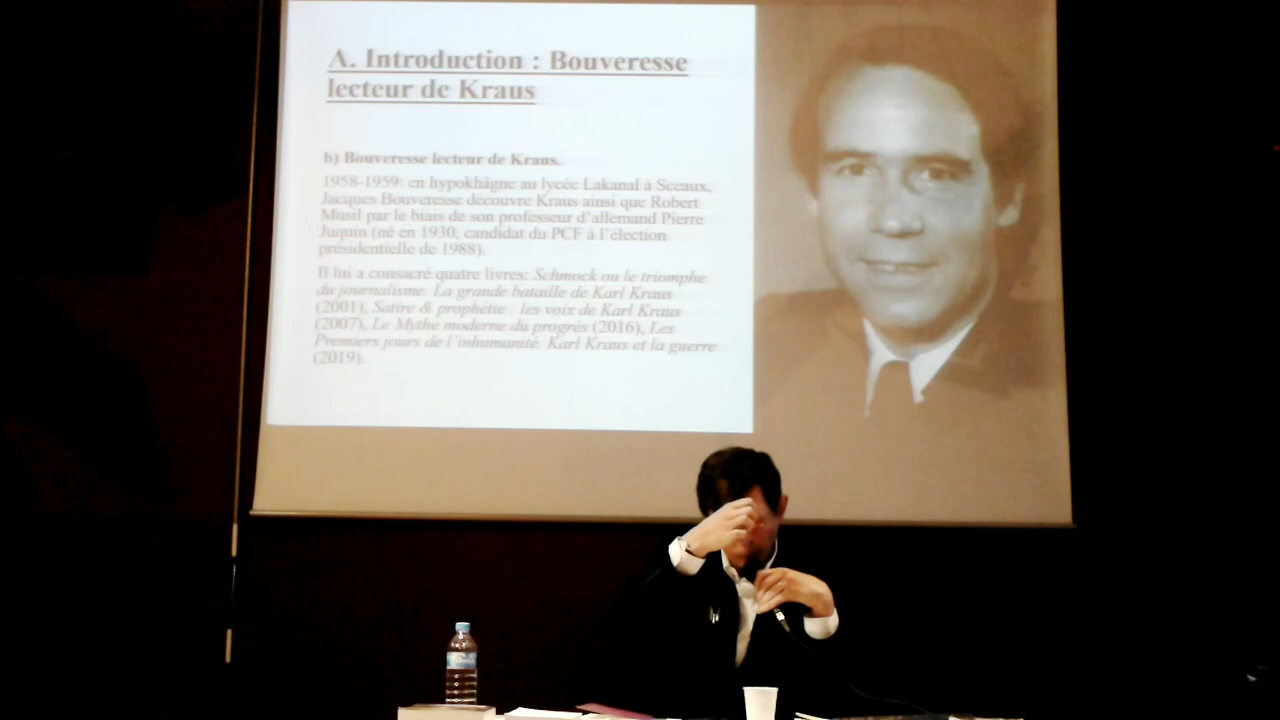 A. Introduction : Bouveresse
lecteur de Kraus
b) Bouveresse lecteur de Kraus.
1958-1959: en hypokhâgne au lycée Lakanal à Sceaux,
Jacques Bouveresse découvre Kraus ainsi que Robert
Musil par le biais de son professeur d'allemand Pierre
Juquin (né en 1930, candidat du PCF à l'élection
présidentielle de 1988).
Il lui a consacré quatre livres: Schmock ou le triomphe
du journalisme. La grande bataille de Karl Kraus
(2001), Satire & prophétie : les voix de Karl Kraus
(2007), Le Mythe moderne du progrès (2016), Les
Premiers jours de l'inhumanité. Karl Kraus et la guerre
(2019).